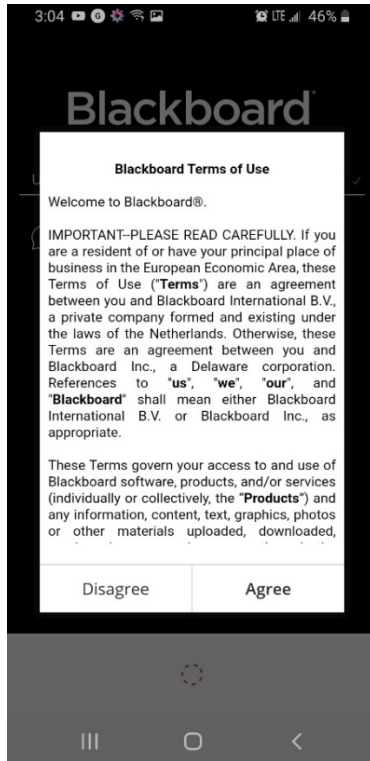 3:04
LTE 46%
Blackboard
Blackboard Terms of Use
Welcome to Blackboard®.
IMPORTANT--PLEASE READ CAREFULLY. If you
are a resident of or have your principal place of
business in the European Economic Area, these
Terms of Use ("Terms") are an agreement
between you and Blackboard International B.V.,
a private company formed and existing under
the laws of the Netherlands. Otherwise, these
Terms are an agreement between you and
Blackboard Inc., a Delaware corporation.
References to "us", "we", "our", and
"Blackboard" shall mean either Blackboard
International B.V. or Blackboard Inc., as
appropriate.
These Terms govern your access to and use of
Blackboard software, products, and/or services
(individually or collectively, the "Products") and
any information, content, text, graphics, photos
or other materials uploaded, downloaded,
Disagree
Agree